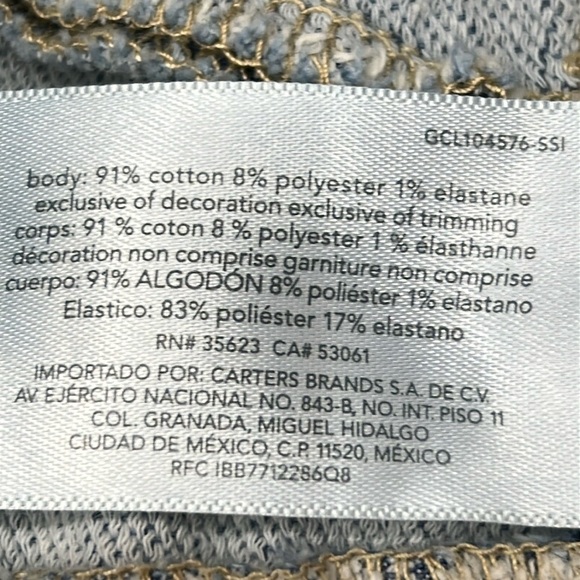 GCL104576-SSI
body: 91% cotton 8% polyester 1% elastane
exclusive of decoration exclusive of trimming
corps: 91 % coton 8 % polyester 1 % élasthanne
décoration non comprise garniture non comprise
cuerpo: 91% ALGODÓN 8% poliéster 1% elastano
Elastico: 83% poliéster 17% elastano
RN# 35623 CA# 53061
IMPORTADO POR: CARTERS BRANDS S.A. DE C.V.
AV. EJÉRCITO NACIONAL NO. 843-B, NO. INT. PISO 11
COL. GRANADA, MIGUEL HIDALGO
CIUDAD DE MÉXICO, C.P. 11520, MÉXICO
RFC IBB7712286Q8